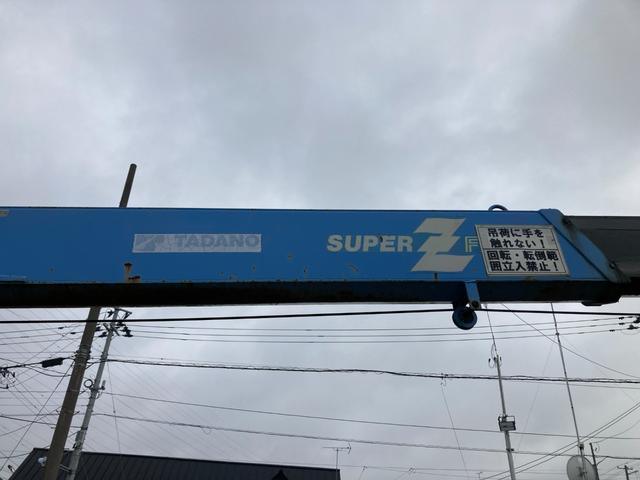 TADANO
SUPER Z F
吊荷に手を
触れない！
回転・転倒範
囲立入禁止！